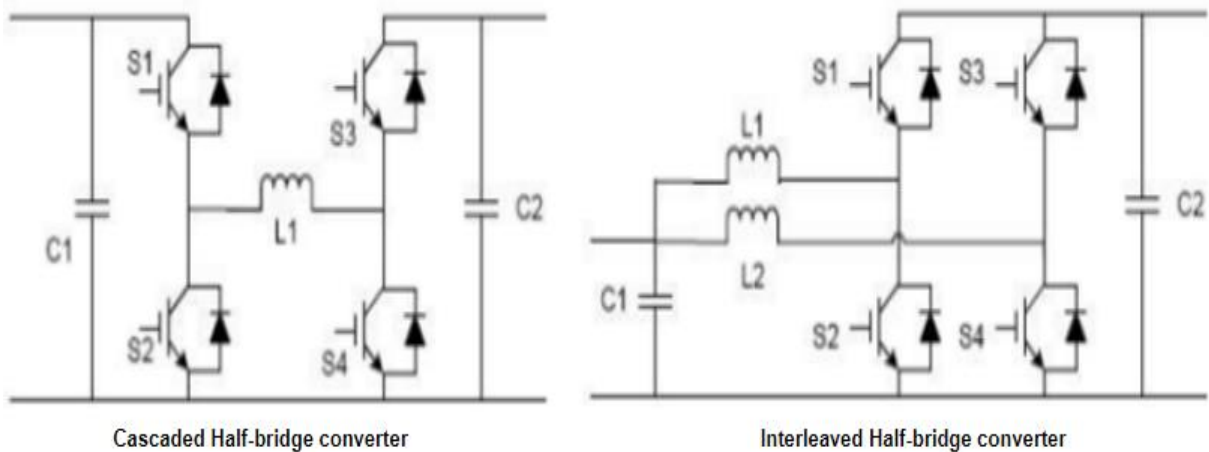 S1
S3
C1
L1
C2
S2
S4
Cascaded Half-bridge converter
S1
S3
L1
C2
L2
C1
S2
S4
Interleaved Half-bridge converter